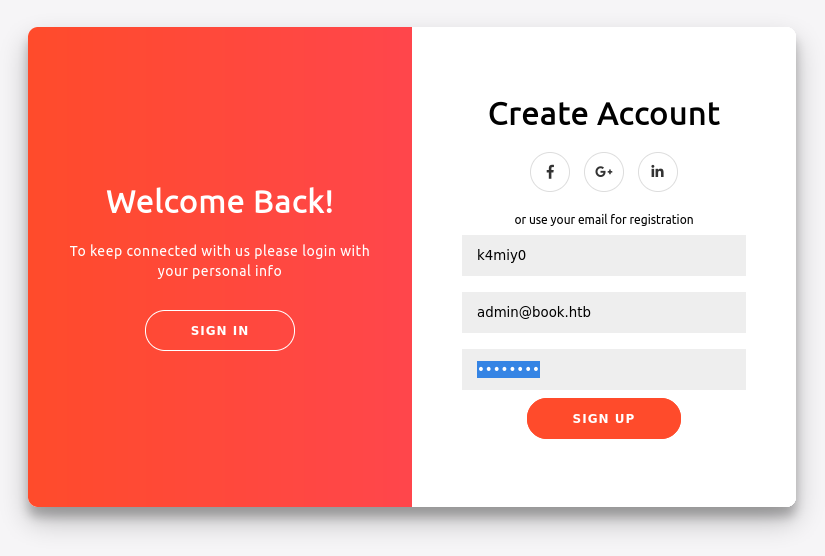 Welcome Back!
To keep connected with us please login with
your personal info
SIGN IN
Create Account
f G+ in
or use your email for registration
k4miy0
admin@book.htb
••••••••
SIGN UP